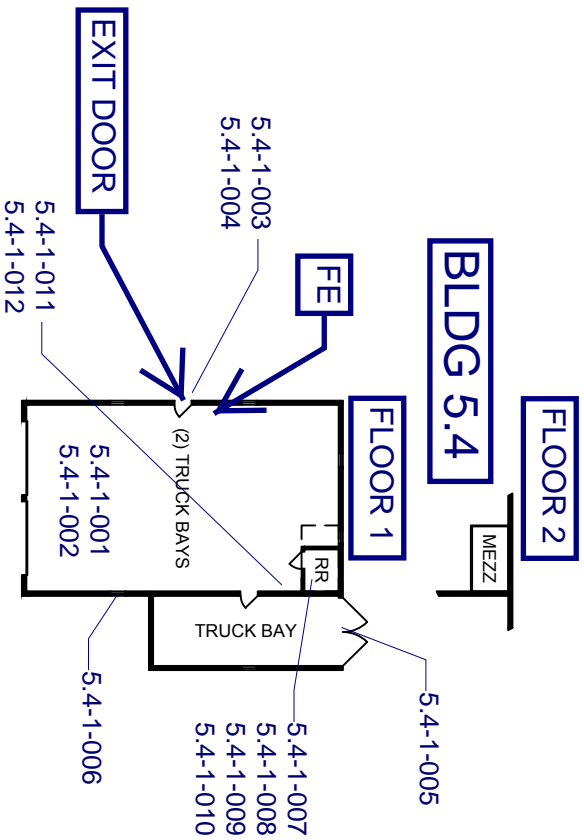 FLOOR 2
BLDG 5.4
MEZZ
FLOOR 1
FE
EXIT DOOR
5.4-1-003
5.4-1-004
5.4-1-011
5.4-1-012
(2) TRUCK BAYS
5.4-1-001
5.4-1-002
RR
TRUCK BAY
5.4-1-005
5.4-1-006
5.4-1-007
5.4-1-008
5.4-1-009
5.4-1-010